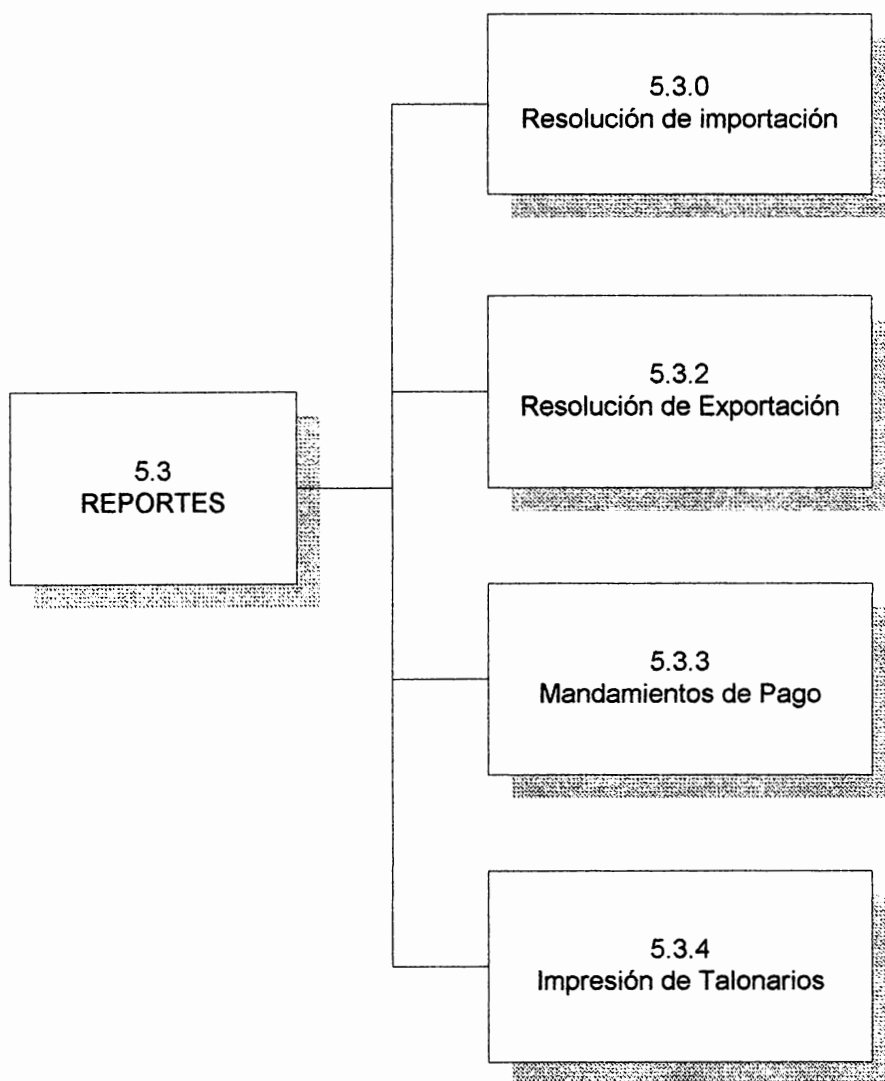 5.3.0
Resolución de importación
5.3.2
Resolución de Exportación
5.3
REPORTES
5.3.3
Mandamientos de Pago
5.3.4
Impresión de Talonarios